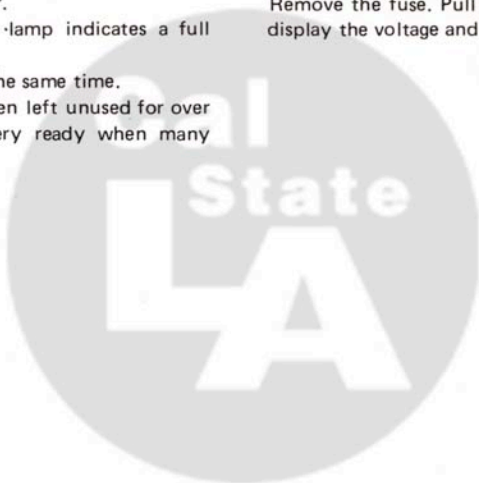 .
·lamp indicates a full
ne same time.
en left unused for over
ery ready when many
Remove the fuse. Pull
display the voltage and
Cal
State
LA